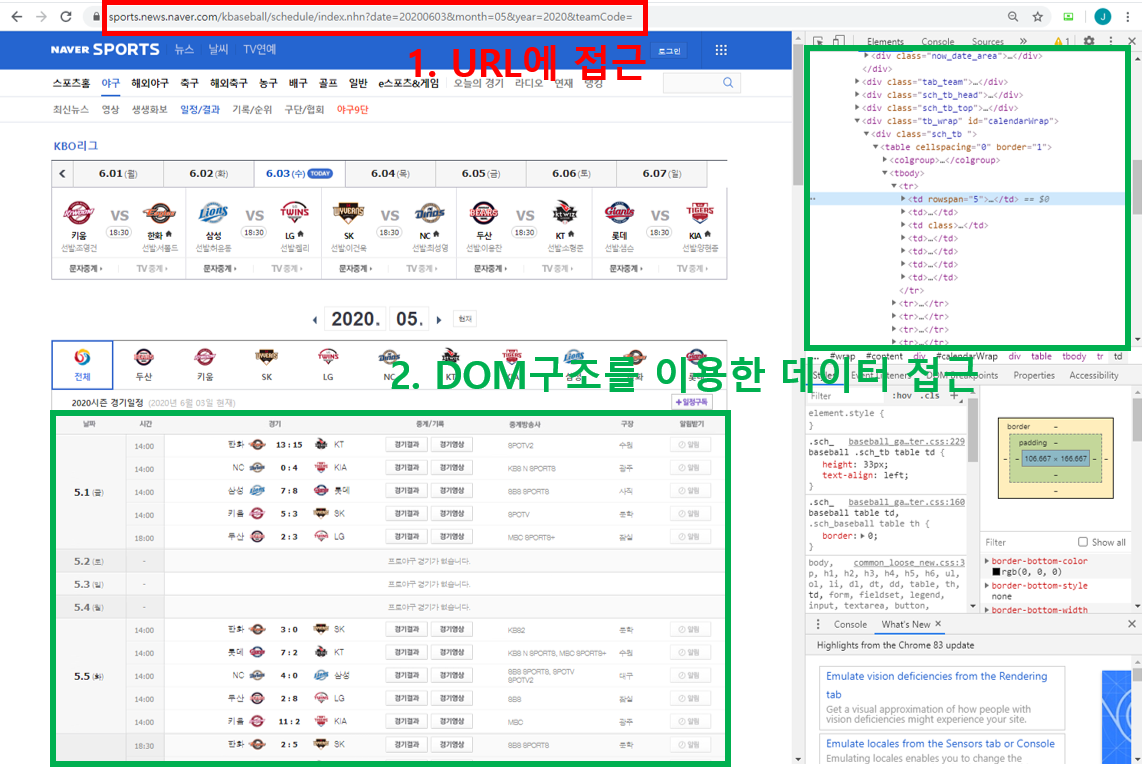 sports.news.naver.com/kbaseball/schedule/index.nhn?date=20200603&month=05&year=2020&teamCode=
J
NAVER SPORTS 뉴스 날씨 TV연예
로그인
1. URL에 접근
스포츠홈 야구 해외야구 축구 해외축구 농구 배구 골프 일반 e스포츠&게임 오늘의 경기 라디오 연재 랭킹
최신뉴스 영상 생생화보 일정/결과 기록/순위 구단/협회 야구9단
KBO리그
6.01 (월) 6.02 (화) 6.03 (수) TODAY 6.04 (목) 6.05 (금) 6.06 (토) 6.07 (일)
VS VS VS VS VS
18:30 18:30 18:30 18:30 18:30
키움 한화 삼성 LG SK NC 두산 KT 롯데 KIA
선발:조영건 선발:서폴드 선발:허윤동 선발:켈리 선발:이건욱 선발:최성영 선발:이용찬 선발:소형준 선발:샘슨 선발:양현종
문자중계 TV중계 문자중계 TV중계 문자중계 TV중계 문자중계 TV중계 문자중계 TV중계
2020. 05. 현재
2. DOM구조를 이용한 데이터 접근
전체 두산 키움 SK LG NC KT
2020시즌 경기일정 (2020년 6월 03일 현재)
+일정구독
날짜 시간 경기 중계/기록 중계방송사 구장 알림받기
14:00 한화 13 : 15 KT 경기결과 경기영상 SPOTV2 수원 알림
14:00 NC 0 : 4 KIA 경기결과 경기영상 KBS N SPORTS 광주 알림
5.1 (금) 14:00 삼성 7 : 8 롯데 경기결과 경기영상 SBS SPORTS 사직 알림
14:00 키움 5 : 3 SK 경기결과 경기영상 SPOTV 문학 알림
18:00 두산 2 : 3 LG 경기결과 경기영상 MBC SPORTS+ 잠실 알림
5.2 (토) - 프로야구 경기가 없습니다.
5.3 (일) - 프로야구 경기가 없습니다.
5.4 (월) - 프로야구 경기가 없습니다.
14:00 한화 3 : 0 SK 경기결과 경기영상 KBS2 문학 알림
14:00 롯데 7 : 2 KT 경기결과 경기영상 KBS N SPORTS, MBC SPORTS+ 수원 알림
5.5 (화) 14:00 NC 4 : 0 삼성 경기결과 경기영상 SBS SPORTS, SPOTV SPOTV2 대구 알림
14:00 두산 2 : 8 LG 경기결과 경기영상 SBS 잠실 알림
14:00 키움 11 : 2 KIA 경기결과 경기영상 MBC 광주 알림
18:30 한화 2 : 5 SK 경기결과 경기영상 SBS SPORTS 문학 알림
Elements Console Sources » 1
<div class="now_date_area">…</div>
</div>
<div class="tab_team">…</div>
<div class="sch_tb_head">…</div>
<div class="sch_tb_top">…</div>
<div class="tb_wrap" id="calendarWrap">
<div class="sch_tb ">
<table cellspacing="0" border="1">
<colgroup>…</colgroup>
<tbody>
<tr>
<td rowspan="5">…</td> == $0
<td>…</td>
<td class>…</td>
<td>…</td>
<td>…</td>
<td>…</td>
<td>…</td>
</tr>
<tr>…</tr>
<tr>…</tr>
<tr>…</tr>
<tr>…</tr>
… #wrap #content div #calendarWrap div table tbody tr td
Styles Event Listeners DOM Breakpoints Properties Accessibility
Filter :hov .cls +
element.style {
}
.sch_ baseball_ga…ter.css:229
baseball .sch_tb table td {
height: 33px;
text-align: left;
}
.sch_ baseball_ga…ter.css:160
baseball table td,
.sch_baseball table th {
border: 0;
}
body, common_loose_new.css:3
p, h1, h2, h3, h4, h5, h6, ul,
ol, li, dl, dt, dd, table, th,
td, form, fieldset, legend,
input, textarea, button,
border –
padding –
106.667 × 166.667
Filter Show all
border-bottom-color
rgb(0, 0, 0)
border-bottom-style
none
border-bottom-width
Console What's New ×
Highlights from the Chrome 83 update
Emulate vision deficiencies from the Rendering
tab
Get a visual approximation of how people with
vision deficiencies might experience your site.
Emulate locales from the Sensors tab or Console
Emulating locales enables you to change the